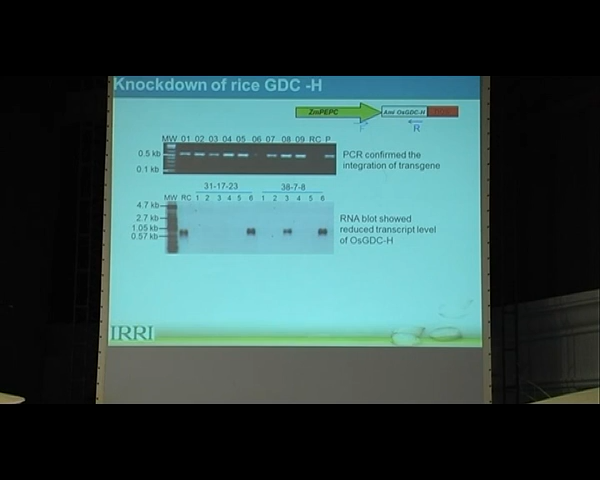 Knockdown of rice GDC -H
ZmPEPC
Ami OsGDC-H
F
R
MW 01 02 03 04 05 06 07 08 09 RC P
0.5 kb
0.1 kb
PCR confirmed the
integration of transgene
31-17-23 38-7-8
MW RC 1 2 3 4 5 6 1 2 3 4 5 6
4.7 kb
2.7 kb
1.05 kb
0.57 kb
RNA blot showed
reduced transcript level
of OsGDC-H
IRRI